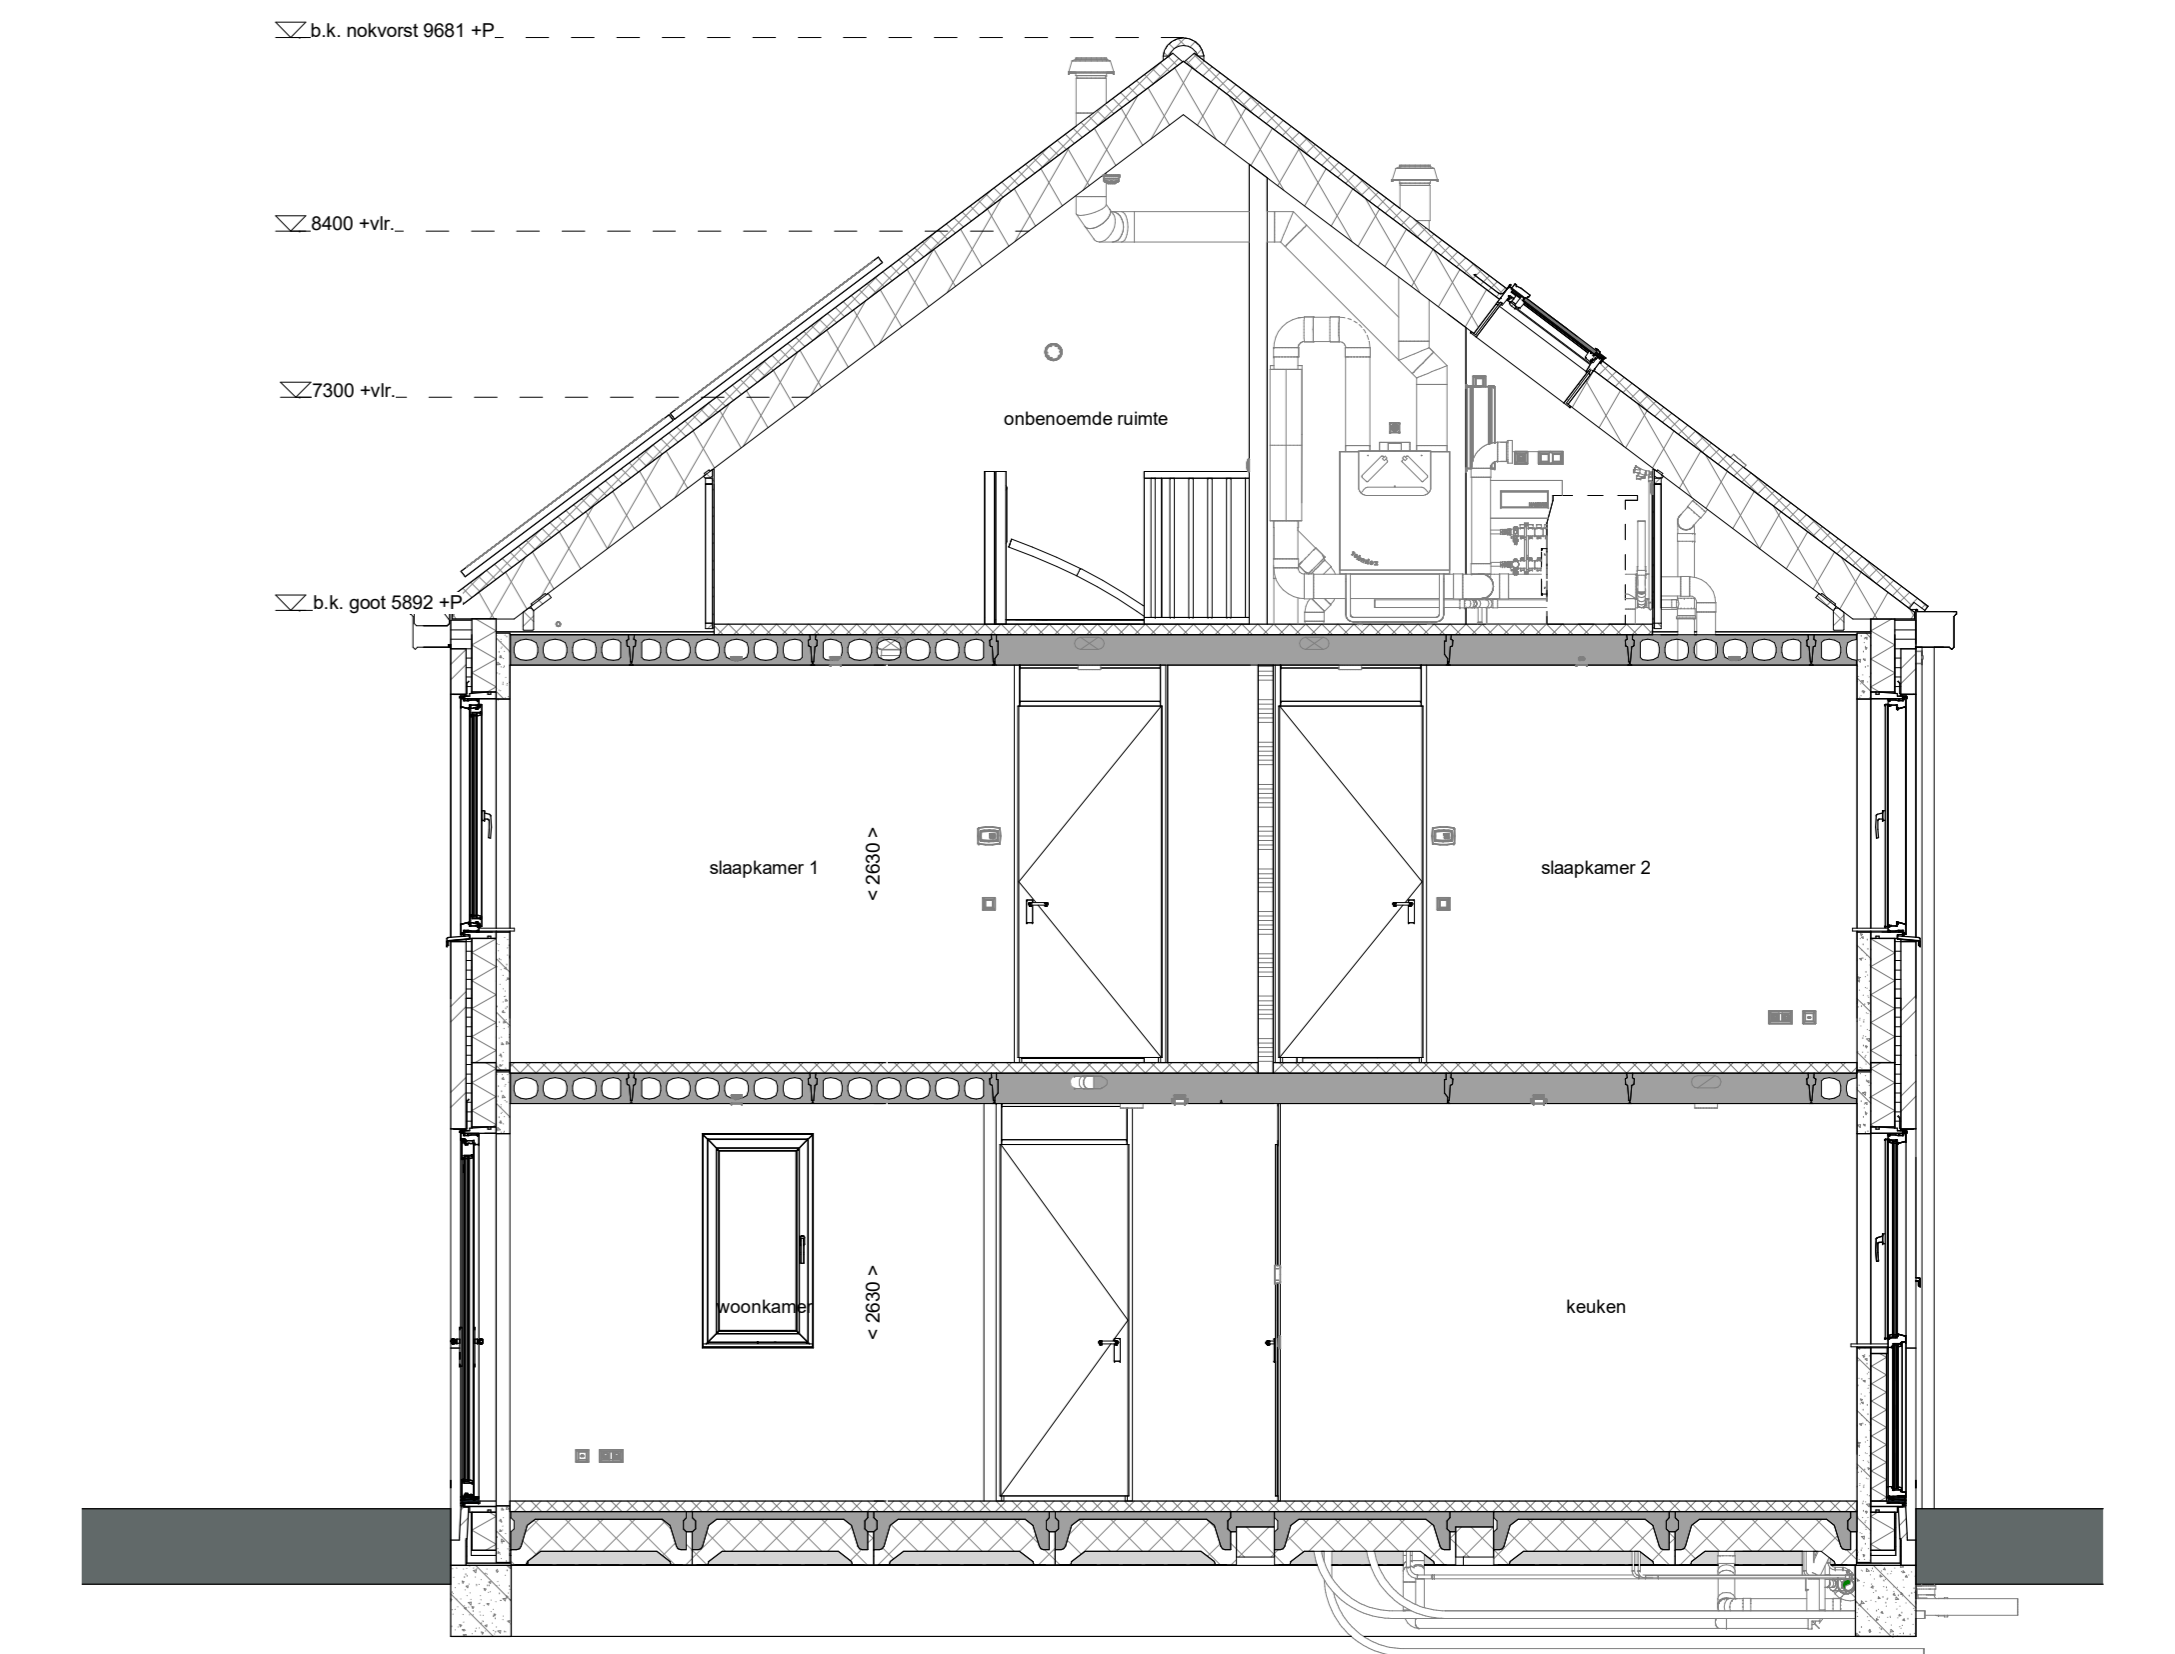 b.k. nokvorst 9681 +P
8400 +vlr.
7300 +vlr.
onbenoemde ruimte
b.k. goot 5892 +P
slaapkamer 1
< 2630 >
slaapkamer 2
woonkamer
< 2630 >
keuken